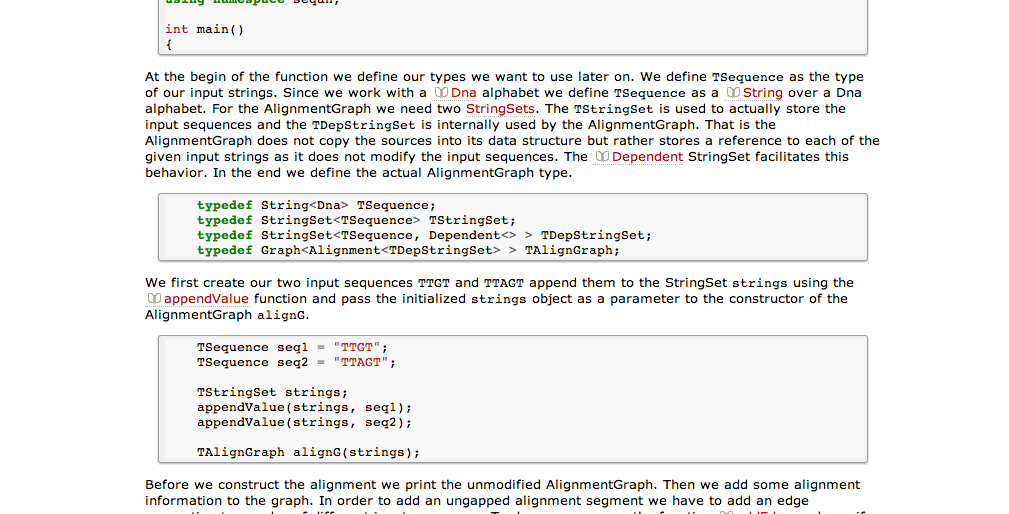 using namespace seqan;
int main()
{
At the begin of the function we define our types we want to use later on. We define TSequence as the type
of our input strings. Since we work with a Dna alphabet we define TSequence as a String over a Dna
alphabet. For the AlignmentGraph we need two StringSets. The TStringSet is used to actually store the
input sequences and the TDepStringSet is internally used by the AlignmentGraph. That is the
AlignmentGraph does not copy the sources into its data structure but rather stores a reference to each of the
given input strings as it does not modify the input sequences. The Dependent StringSet facilitates this
behavior. In the end we define the actual AlignmentGraph type.
typedef String<Dna> TSequence;
typedef StringSet<TSequence> TStringSet;
typedef StringSet<TSequence, Dependent<> > TDepStringSet;
typedef Graph<Alignment<TDepStringSet> > TAlignGraph;
We first create our two input sequences TTGT and TTAGT append them to the StringSet strings using the
appendValue function and pass the initialized strings object as a parameter to the constructor of the
AlignmentGraph alignG.
TSequence seq1 = "TTGT";
TSequence seq2 = "TTAGT";
TStringSet strings;
appendValue(strings, seq1);
appendValue(strings, seq2);
TAlignGraph alignG(strings);
Before we construct the alignment we print the unmodified AlignmentGraph. Then we add some alignment
information to the graph. In order to add an ungapped alignment segment we have to add an edge